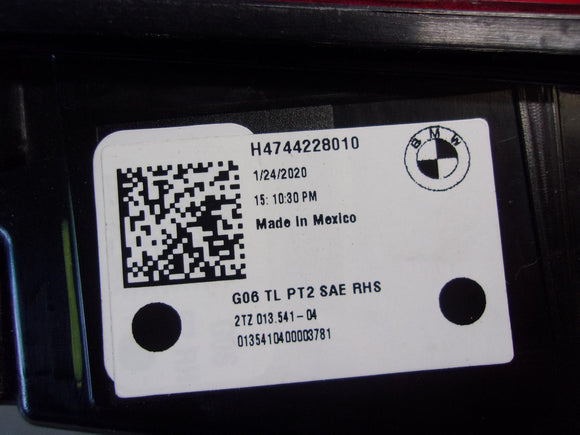 H4744228010
BMW
1/24/2020
15: 10:30 PM
Made in Mexico
G06 TL PT2 SAE RHS
2TZ 013.541-04
0135410400003781